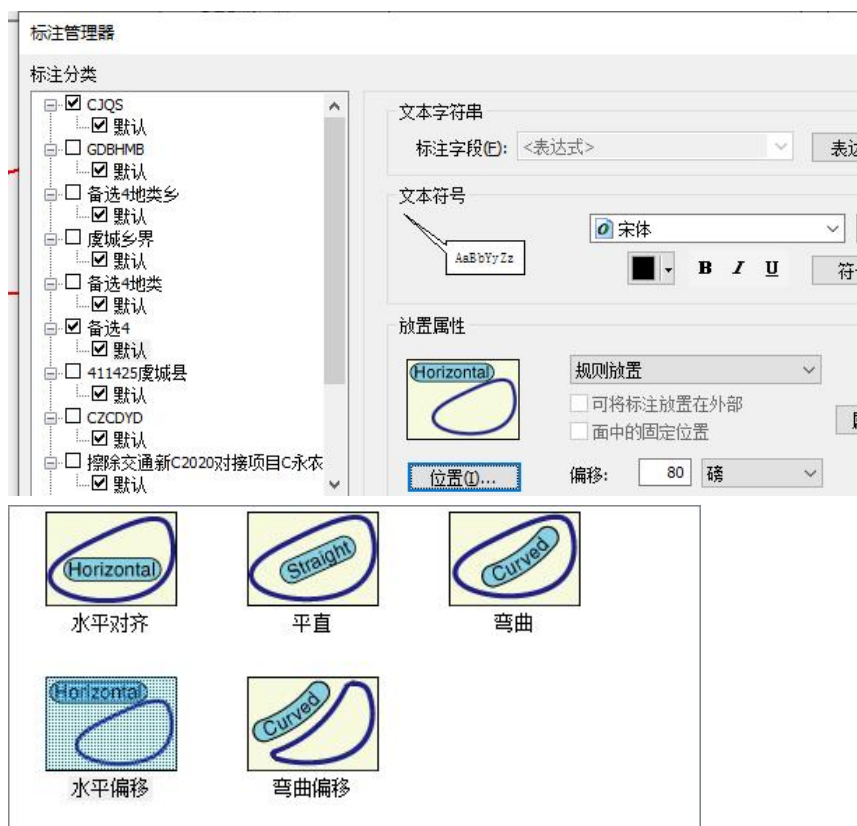 标注管理器
标注分类
CJQS
默认
GDBHMB
默认
备选4地类乡
默认
虞城乡界
默认
备选4地类
默认
备选4
默认
411425虞城县
默认
CZCDYD
默认
擦除交通新C2020对接项目C永农
默认
文本字符串
标注字段(F): <表达式>
表达
文本符号
AaBbYyZz
宋体
B I U
符号
放置属性
Horizontal
规则放置
可将标注放置在外部
面中的固定位置
位置(I)...
偏移: 80 磅
Horizontal Straight Curved
水平对齐 平直 弯曲
Horizontal Curved
水平偏移 弯曲偏移